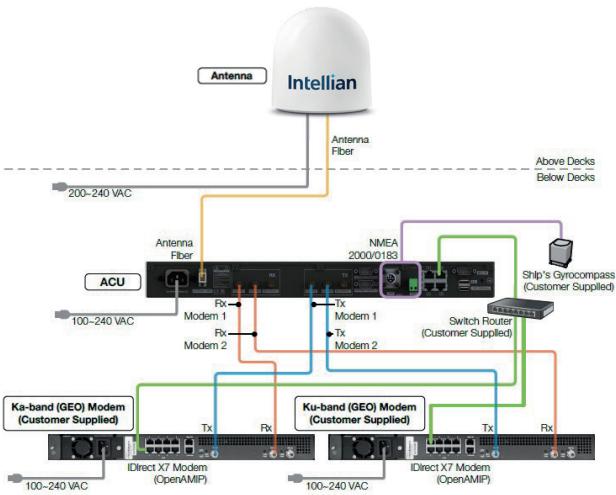 Antenna
Intellian
Antenna
Fiber
Above Decks
Below Decks
200~240 VAC
Antenna
Fiber
NMEA
2000/0183
ACU
RX
TX
Ship's Gyrocompass
(Customer Supplied)
100~240 VAC
Rx
Modem 1
Tx
Modem 1
Switch Router
(Customer Supplied)
Rx
Modem 2
Tx
Modem 2
Ka-band (GEO) Modem
(Customer Supplied)
Tx
Rx
Ku-band (GEO) Modem
(Customer Supplied)
Tx
Rx
iDirect X7 Modem
(OpenAMIP)
iDirect X7 Modem
(OpenAMIP)
100~240 VAC
100~240 VAC